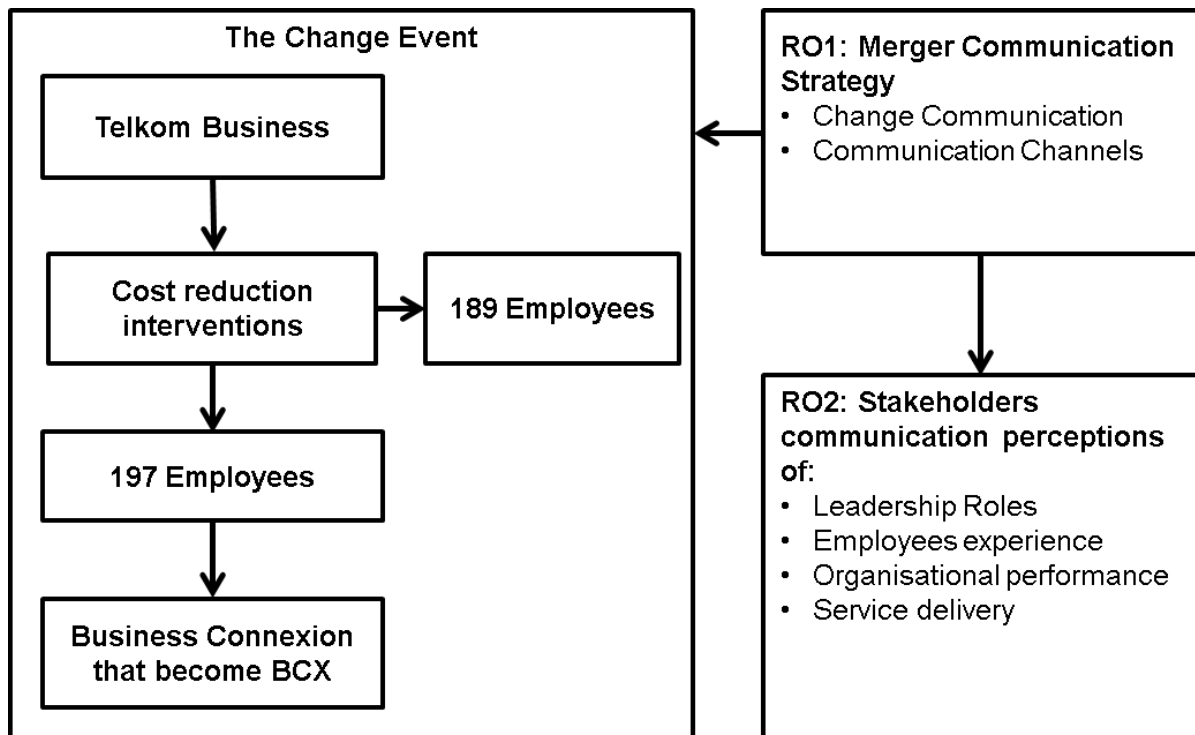 The Change Event
Telkom Business
Cost reduction
interventions
189 Employees
197 Employees
Business Connexion
that become BCX
RO1: Merger Communication
Strategy
• Change Communication
• Communication Channels
RO2: Stakeholders
communication perceptions
of:
• Leadership Roles
• Employees experience
• Organisational performance
• Service delivery